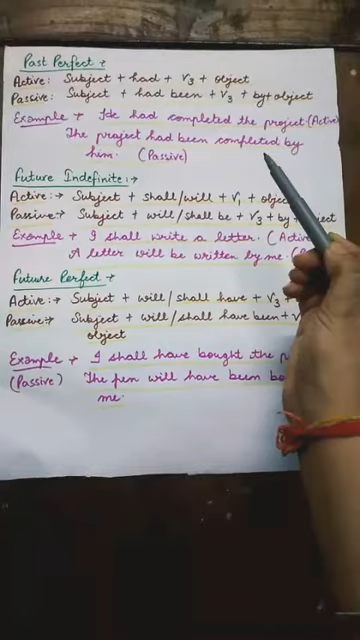 Past Perfect :-
Active: Subject + had + V3 + object
Passive: Subject + had been + V3 + by + object
Example → He had completed the project (Active)
The project had been completed by
him. (Passive)
Future Indefinite :→
Active :→ Subject + shall/will + V1 + object
Passive :→ Subject + will/shall be + V3 + by + object
Example → I shall write a letter. (Active
A letter will be written by me.
Future Perfect →
Active :→ Subject + will/shall have + V3 +
Passive :→ Subject + will/shall have been + V
object
Example → I shall have bought the
(Passive) The pen will have been
me.